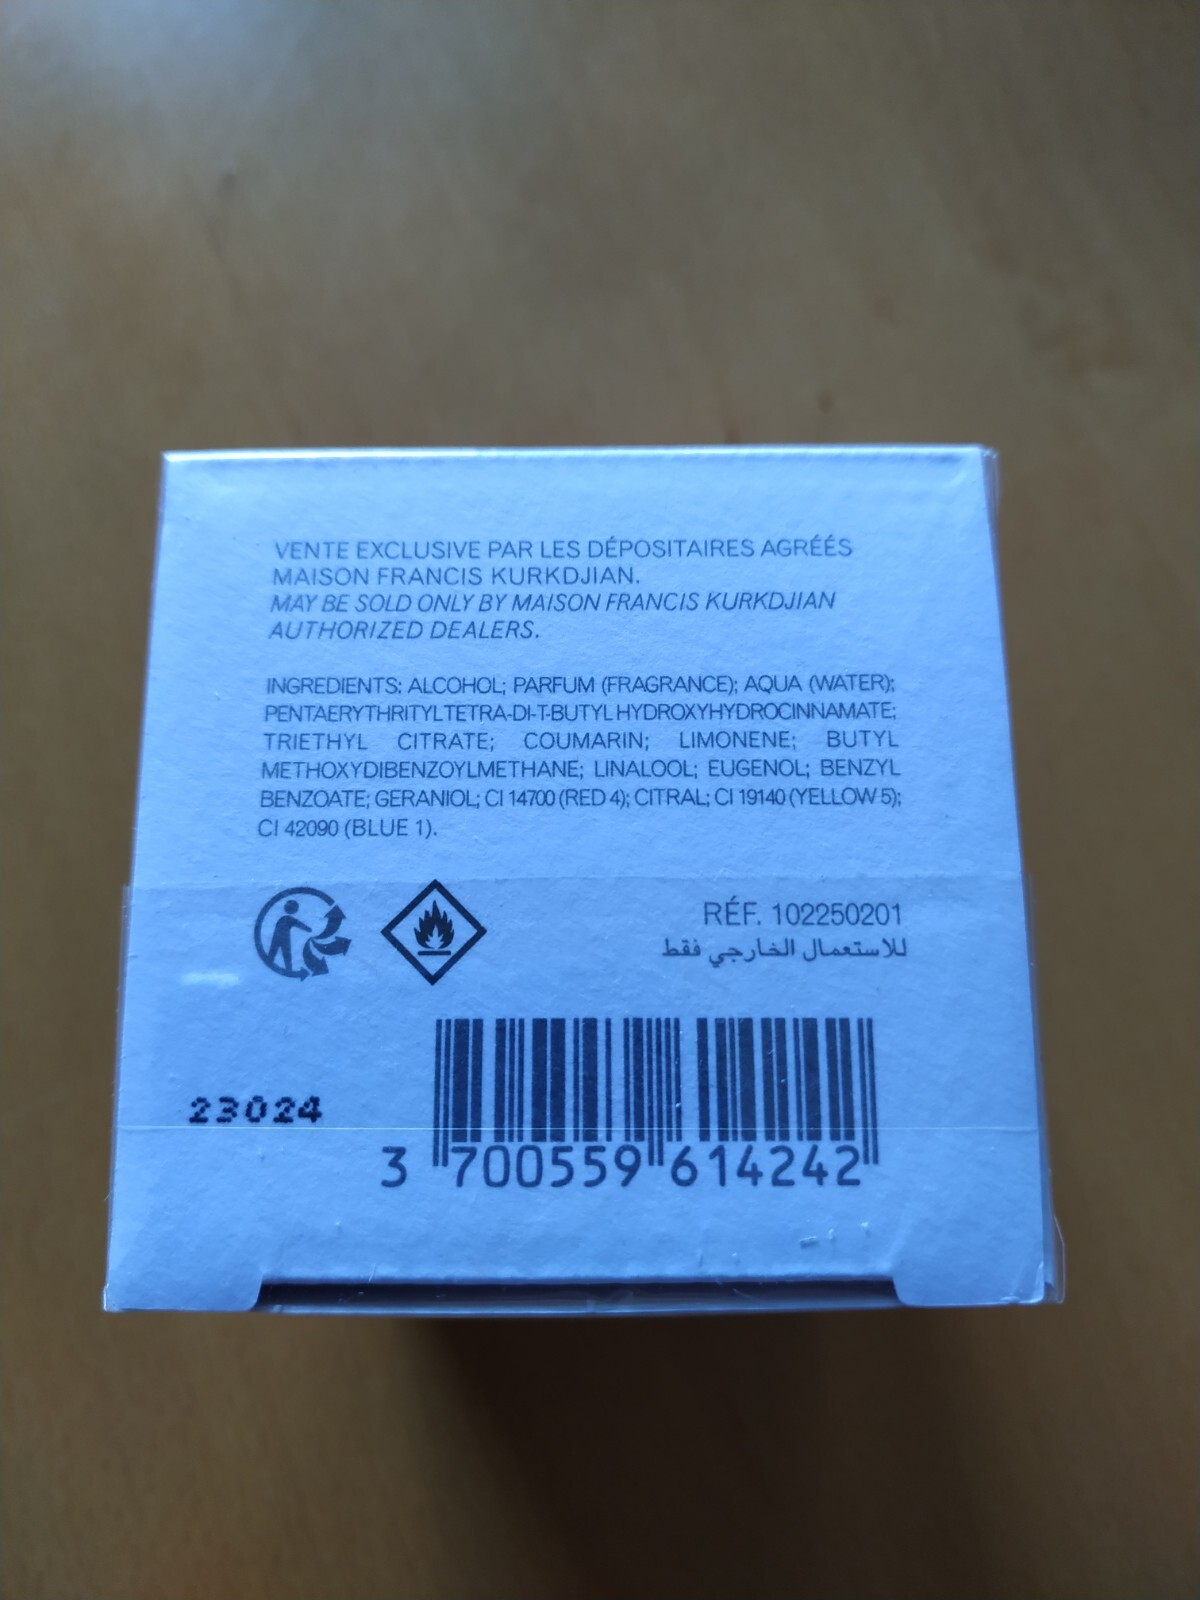 VENTE EXCLUSIVE PAR LES DÉPOSITAIRES AGRÉÉS
MAISON FRANCIS KURKDJIAN.
MAY BE SOLD ONLY BY MAISON FRANCIS KURKDJIAN
AUTHORIZED DEALERS.
INGREDIENTS: ALCOHOL; PARFUM (FRAGRANCE); AQUA (WATER);
PENTAERYTHRITYL TETRA-DI-T-BUTYL HYDROXYHYDROCINNAMATE;
TRIETHYL CITRATE; COUMARIN; LIMONENE; BUTYL
METHOXYDIBENZOYLMETHANE; LINALOOL; EUGENOL; BENZYL
BENZOATE; GERANIOL; CI 14700 (RED 4); CITRAL; CI 19140 (YELLOW 5);
CI 42090 (BLUE 1).
RÉF. 102250201
للاستعمال الخارجي فقط
23024
3 700559 614242